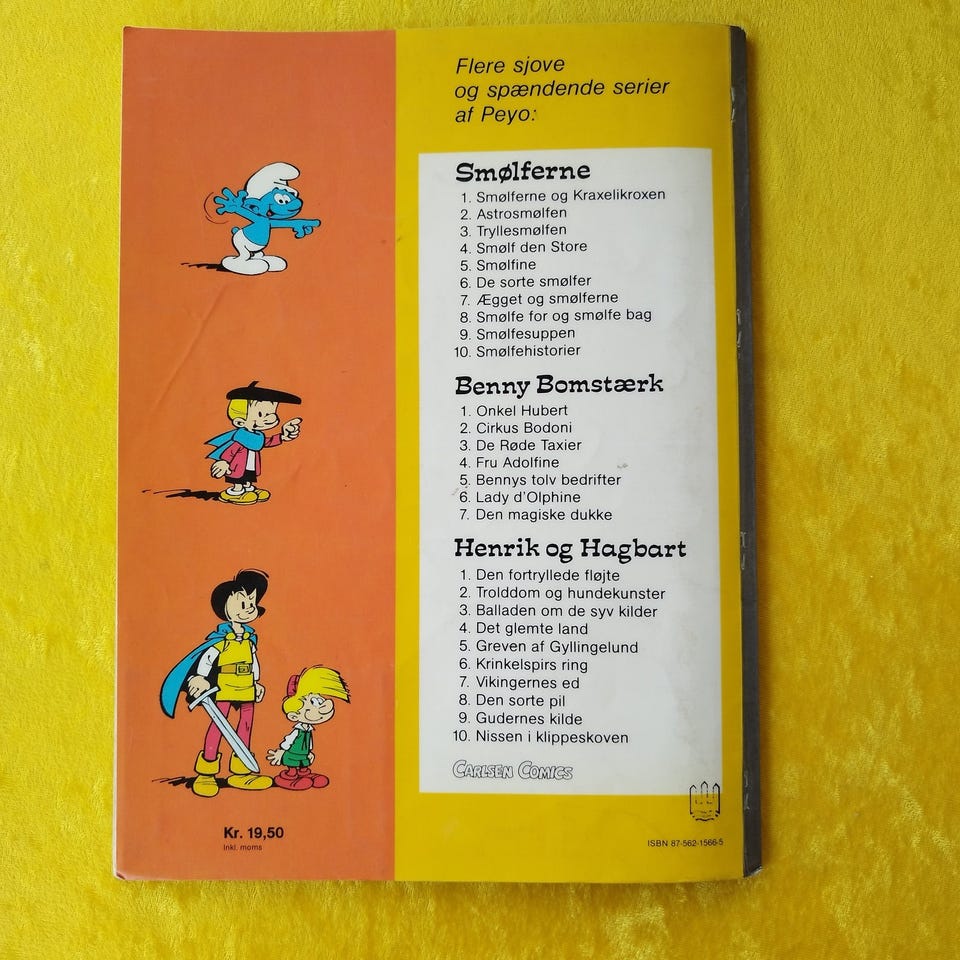 Flere sjove
og spændende serier
af Peyo:
Smølferne
1. Smølferne og Kraxelikroxen
2. Astrosmølfen
3. Tryllesmølfen
4. Smølf den Store
5. Smølfine
6. De sorte smølfer
7. Ægget og smølferne
8. Smølfe for og smølfe bag
9. Smølfesuppen
10. Smølfehistorier
Benny Bomstærk
1. Onkel Hubert
2. Cirkus Bodoni
3. De Røde Taxier
4. Fru Adolfine
5. Bennys tolv bedrifter
6. Lady d'Olphine
7. Den magiske dukke
Henrik og Hagbart
1. Den fortryllede fløjte
2. Trolddom og hundekunster
3. Balladen om de syv kilder
4. Det glemte land
5. Greven af Gyllingelund
6. Krinkelspirs ring
7. Vikingernes ed
8. Den sorte pil
9. Gudernes kilde
10. Nissen i klippeskoven
CARLSEN COMICS
Kr. 19,50
Inkl. moms
ISBN 87-562-1566-5